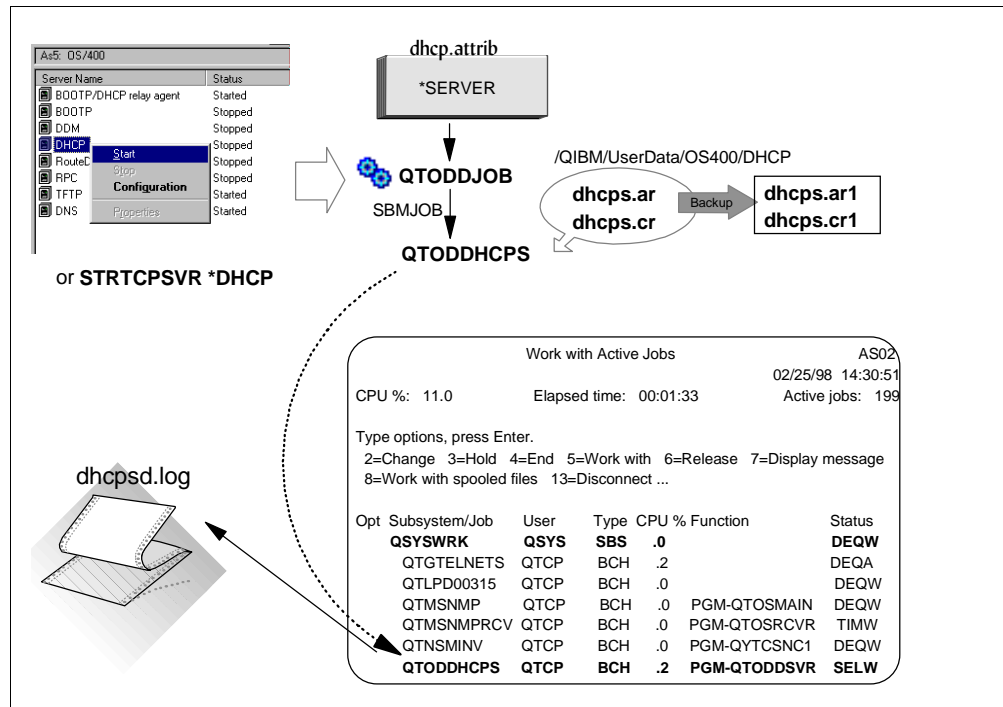 As5: OS/400
Server Name Status
BOOTP/DHCP relay agent Started
BOOTP Stopped
DDM Stopped
DHCP Stopped
RouteD Stopped
RPC Stopped
TFTP Started
DNS Started
Start
Stop
Configuration
Properties
or STRTCPSVR *DHCP
dhcp.attrib
*SERVER
QTODDJOB
SBMJOB
QTODDHCPS
/QIBM/UserData/OS400/DHCP
dhcps.ar
dhcps.cr
Backup
dhcps.ar1
dhcps.cr1
dhcpsd.log
Work with Active Jobs AS02
02/25/98 14:30:51
CPU %: 11.0 Elapsed time: 00:01:33 Active jobs: 199
Type options, press Enter.
2=Change 3=Hold 4=End 5=Work with 6=Release 7=Display message
8=Work with spooled files 13=Disconnect ...
Opt Subsystem/Job User Type CPU % Function Status
QSYSWRK QSYS SBS .0 DEQW
QTGTELNETS QTCP BCH .2 DEQA
QTLPD00315 QTCP BCH .0 DEQW
QTMSNMP QTCP BCH .0 PGM-QTOSMAIN DEQW
QTMSNMPRCV QTCP BCH .0 PGM-QTOSRCVR TIMW
QTNSMINV QTCP BCH .0 PGM-QYTCSNC1 DEQW
QTODDHCPS QTCP BCH .2 PGM-QTODDSVR SELW